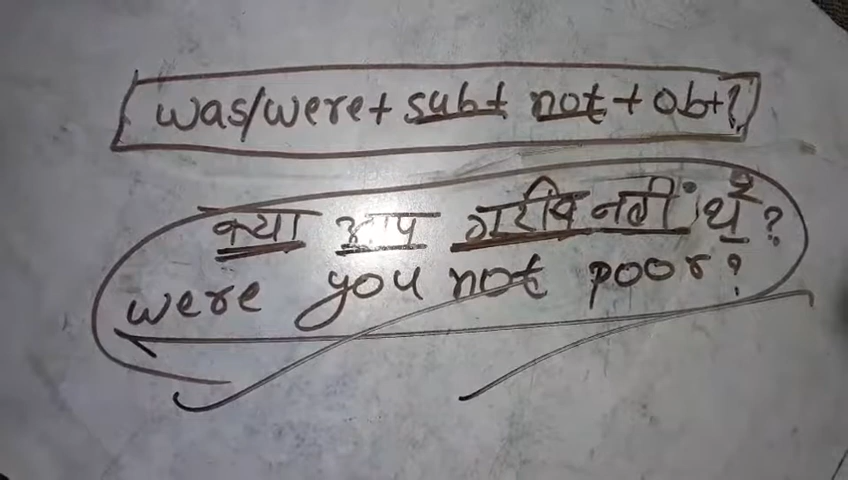 was/were + sub + not + ob + ?
क्या आप गरीब नहीं थे ?
were you not poor ?